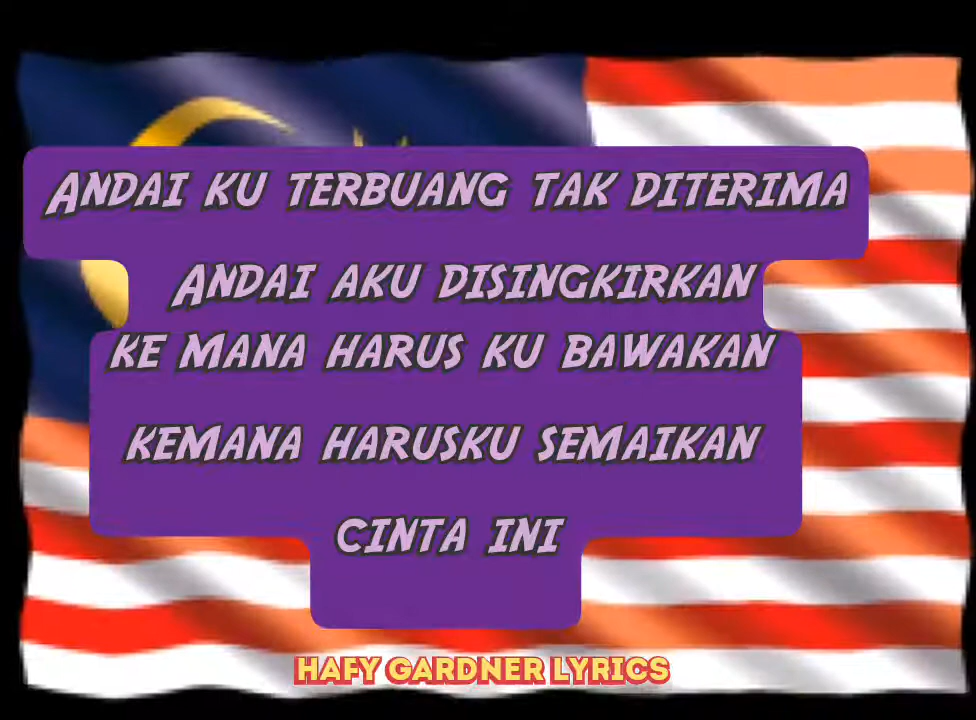 ANDAI KU TERBUANG TAK DITERIMA
ANDAI AKU DISINGKIRKAN
KE MANA HARUS KU BAWAKAN
KEMANA HARUSKU SEMAIKAN
CINTA INI
HAFY GARDNER LYRICS